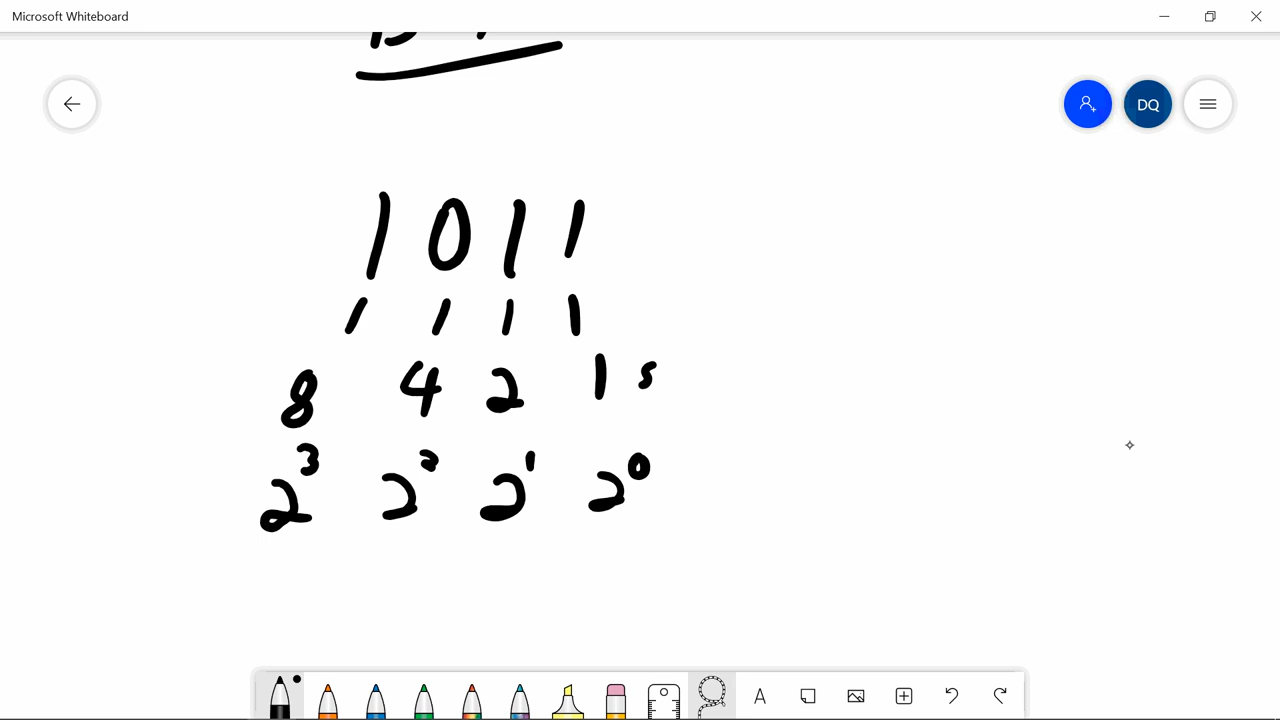 Microsoft Whiteboard
DQ
1 0 1 1
8 4 2 1 s
2³ 2² 2¹ 2⁰
A